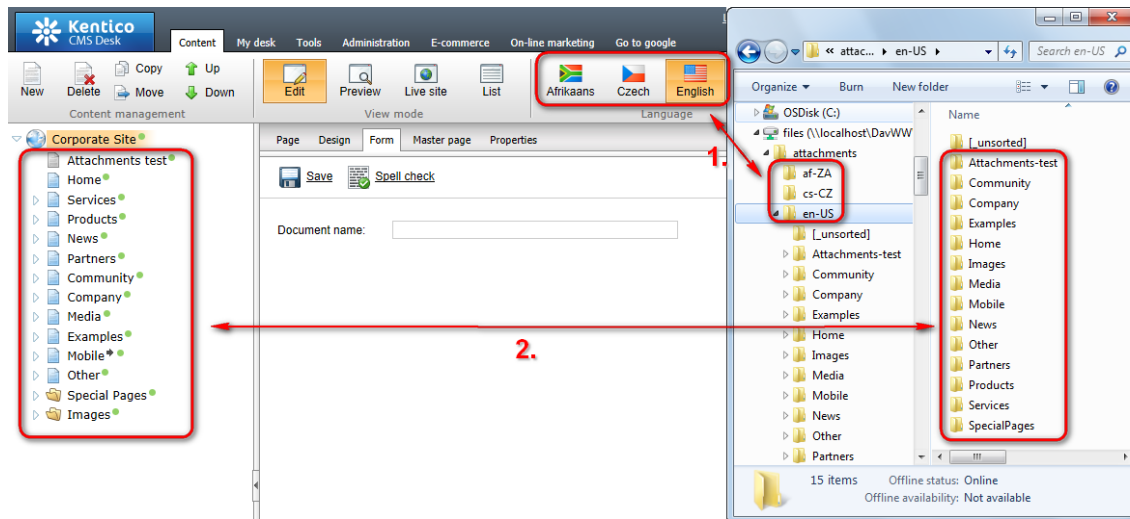 Kentico
CMS Desk
Content My desk Tools Administration E-commerce On-line marketing Go to google
New Delete Copy Move Up Down
Content management
Edit Preview Live site List
View mode
Afrikaans Czech English
Language
Corporate Site
Attachments test
Home
Services
Products
News
Partners
Community
Company
Media
Examples
Mobile
Other
Special Pages
Images
Page Design Form Master page Properties
Save Spell check
Document name:
1.
2.
« attac... en-US
Search en-US
Organize Burn New folder
OSDisk (C:)
files (\\localhost\DavWW
attachments
af-ZA
cs-CZ
en-US
[_unsorted]
Attachments-test
Community
Company
Examples
Home
Images
Media
Mobile
News
Other
Partners
Name
[_unsorted]
Attachments-test
Community
Company
Examples
Home
Images
Media
Mobile
News
Other
Partners
Products
Services
SpecialPages
15 items Offline status: Online
Offline availability: Not available